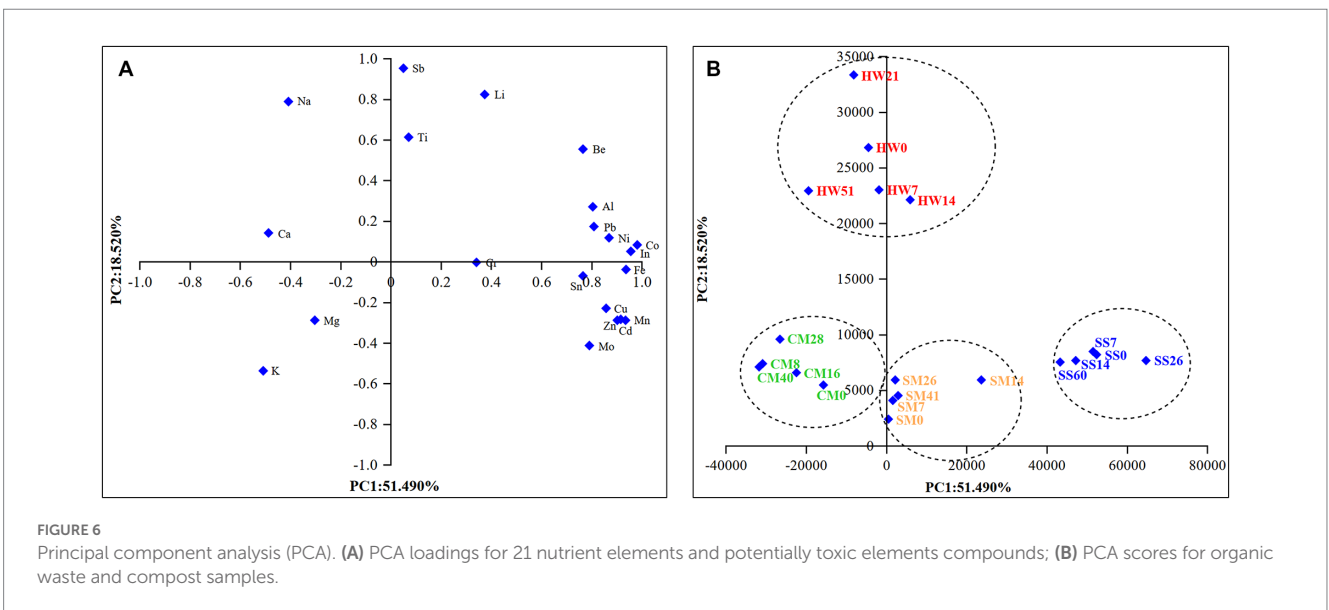 A
1.0
Sb
0.8
Na
Li
0.6
Ti
Be
0.4
Al
0.2
Pb
Ca
Ni
Co
In
0
Fe
-1.0
-0.8
-0.6
-0.4
-0.2
0
0.2
0.4
0.6
0.8
1.0
Sn
-0.2
Cu
Mg
Zn
Cd
Mn
-0.4
Mo
K
-0.6
-0.8
-1.0
PC1:51.490%
PC2:18.520%
B
35000
HW21
30000
HW0
25000
HW51
HW7
HW14
20000
15000
10000
CM28
CM8
CM40
CM16
CM0
SM26
SM14
SM41
SM7
SM0
SS7
SS0
SS14
SS26
SS60
5000
0
-40000
-20000
0
20000
40000
60000
80000
PC1:51.490%
PC2:18.520%
FIGURE 6
Principal component analysis (PCA). (A) PCA loadings for 21 nutrient elements and potentially toxic elements compounds; (B) PCA scores for organic
waste and compost samples.